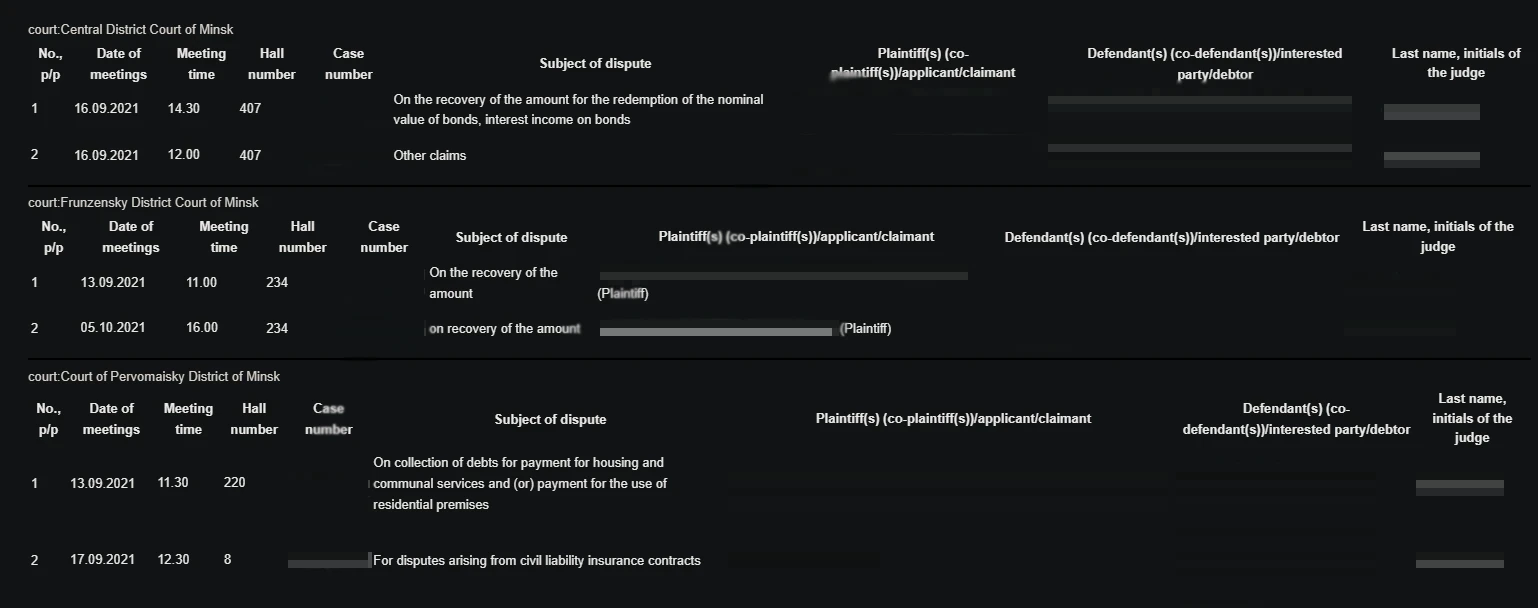 court:Central District Court of Minsk
No., Date of Meeting Hall Case Subject of dispute Plaintiff(s) (co- Defendant(s) (co-defendant(s))/interested Last name, initials of
p/p meetings time number number plaintiff(s))/applicant/claimant party/debtor the judge
1 16.09.2021 14.30 407 On the recovery of the amount for the redemption of the nominal
value of bonds, interest income on bonds
2 16.09.2021 12.00 407 Other claims
court:Frunzensky District Court of Minsk
No., Date of Meeting Hall Case Subject of dispute Plaintiff(s) (co-plaintiff(s))/applicant/claimant Defendant(s) (co-defendant(s))/interested party/debtor Last name, initials of the
p/p meetings time number number judge
1 13.09.2021 11.00 234 On the recovery of the
amount (Plaintiff)
2 05.10.2021 16.00 234 on recovery of the amount (Plaintiff)
court:Court of Pervomaisky District of Minsk
No., Date of Meeting Hall Case Subject of dispute Plaintiff(s) (co-plaintiff(s))/applicant/claimant Defendant(s) (co- Last name,
p/p meetings time number number defendant(s))/interested party/debtor initials of the
judge
On collection of debts for payment for housing and
1 13.09.2021 11.30 220 communal services and (or) payment for the use of
residential premises
2 17.09.2021 12.30 8 For disputes arising from civil liability insurance contracts